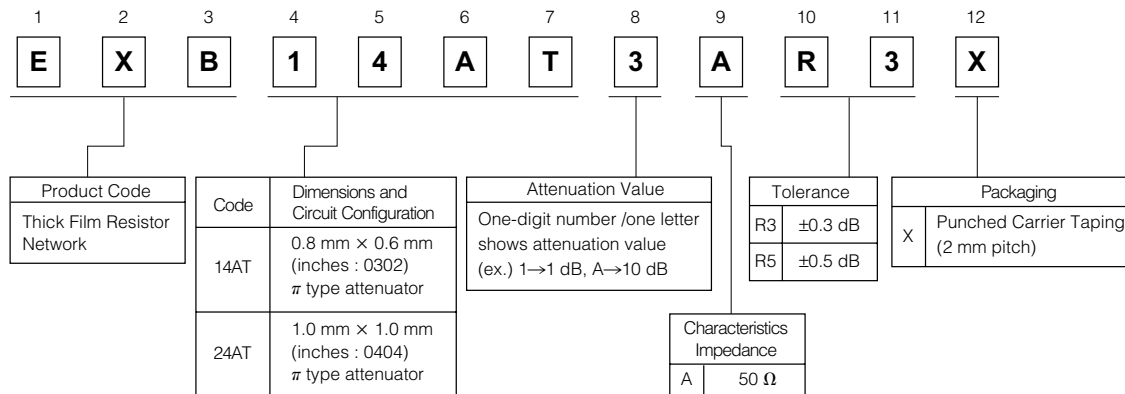 1 2 3 4 5 6 7 8 9 10 11 12
E X B 1 4 A T 3 A R 3 X
Product Code
Thick Film Resistor
Network
Code
Dimensions and
Circuit Configuration
14AT
0.8 mm × 0.6 mm
(inches : 0302)
π type attenuator
24AT
1.0 mm × 1.0 mm
(inches : 0404)
π type attenuator
Attenuation Value
One-digit number /one letter
shows attenuation value
(ex.) 1→1 dB, A→10 dB
Characteristics
Impedance
A 50 Ω
Tolerance
R3 ±0.3 dB
R5 ±0.5 dB
Packaging
X
Punched Carrier Taping
(2 mm pitch)